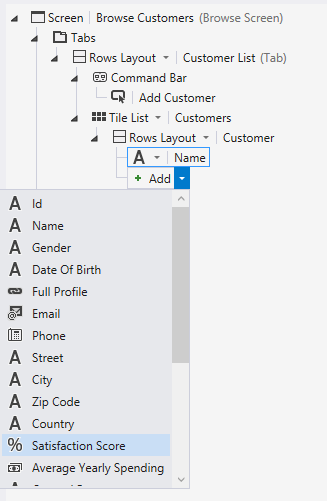 Screen Browse Customers (Browse Screen)
Tabs
Rows Layout Customer List (Tab)
Command Bar
Add Customer
Tile List Customers
Rows Layout Customer
A Name
+ Add
A Id
A Name
A Gender
A Date Of Birth
Full Profile
Email
Phone
A Street
A City
A Zip Code
A Country
% Satisfaction Score
Average Yearly Spending